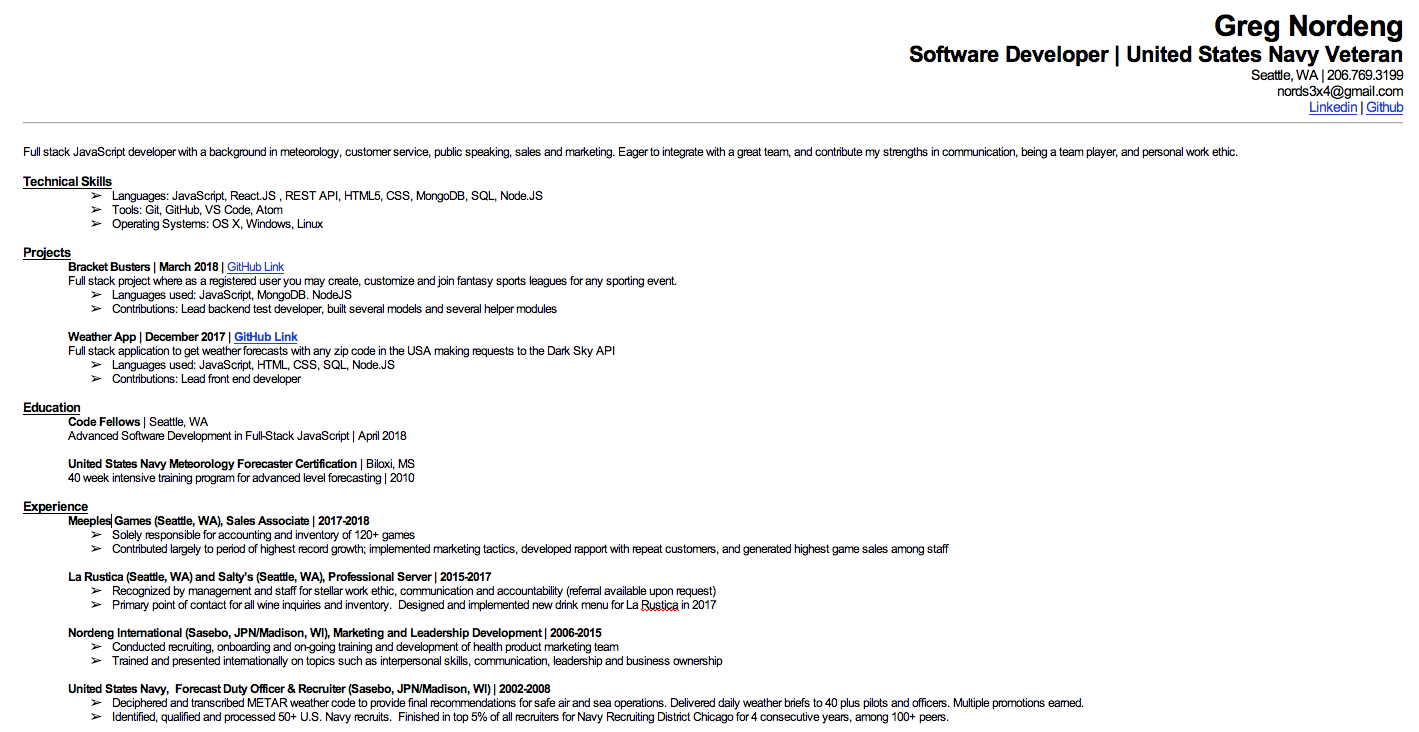 Greg Nordeng
Software Developer | United States Navy Veteran
Seattle, WA | 206.769.3199
nords3x4@gmail.com
Linkedin | Github
Full stack JavaScript developer with a background in meteorology, customer service, public speaking, sales and marketing. Eager to integrate with a great team, and contribute my strengths in communication, being a team player, and personal work ethic.
Technical Skills
➢ Languages: JavaScript, React.JS , REST API, HTML5, CSS, MongoDB, SQL, Node.JS
➢ Tools: Git, GitHub, VS Code, Atom
➢ Operating Systems: OS X, Windows, Linux
Projects
Bracket Busters | March 2018 | GitHub Link
Full stack project where as a registered user you may create, customize and join fantasy sports leagues for any sporting event.
➢ Languages used: JavaScript, MongoDB. NodeJS
➢ Contributions: Lead backend test developer, built several models and several helper modules
Weather App | December 2017 | GitHub Link
Full stack application to get weather forecasts with any zip code in the USA making requests to the Dark Sky API
➢ Languages used: JavaScript, HTML, CSS, SQL, Node.JS
➢ Contributions: Lead front end developer
Education
Code Fellows | Seattle, WA
Advanced Software Development in Full-Stack JavaScript | April 2018
United States Navy Meteorology Forecaster Certification | Biloxi, MS
40 week intensive training program for advanced level forecasting | 2010
Experience
Meeples Games (Seattle, WA), Sales Associate | 2017-2018
➢ Solely responsible for accounting and inventory of 120+ games
➢ Contributed largely to period of highest record growth; implemented marketing tactics, developed rapport with repeat customers, and generated highest game sales among staff
La Rustica (Seattle, WA) and Salty's (Seattle, WA), Professional Server | 2015-2017
➢ Recognized by management and staff for stellar work ethic, communication and accountability (referral available upon request)
➢ Primary point of contact for all wine inquiries and inventory.  Designed and implemented new drink menu for La Rustica in 2017
Nordeng International (Sasebo, JPN/Madison, WI), Marketing and Leadership Development | 2006-2015
➢ Conducted recruiting, onboarding and on-going training and development of health product marketing team
➢ Trained and presented internationally on topics such as interpersonal skills, communication, leadership and business ownership
United States Navy,  Forecast Duty Officer & Recruiter (Sasebo, JPN/Madison, WI) | 2002-2008
➢ Deciphered and transcribed METAR weather code to provide final recommendations for safe air and sea operations. Delivered daily weather briefs to 40 plus pilots and officers. Multiple promotions earned.
➢ Identified, qualified and processed 50+ U.S. Navy recruits.  Finished in top 5% of all recruiters for Navy Recruiting District Chicago for 4 consecutive years, among 100+ peers.